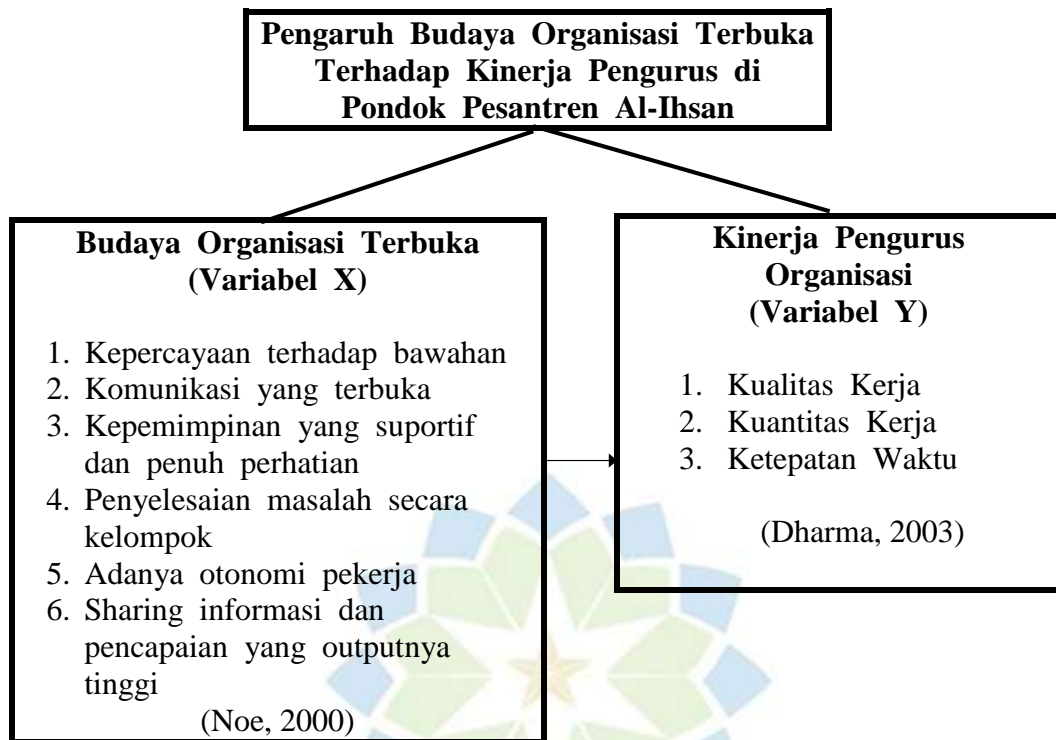 Pengaruh Budaya Organisasi Terbuka
Terhadap Kinerja Pengurus di
Pondok Pesantren Al-Ihsan
Budaya Organisasi Terbuka
(Variabel X)
1. Kepercayaan terhadap bawahan
2. Komunikasi yang terbuka
3. Kepemimpinan yang suportif
dan penuh perhatian
4. Penyelesaian masalah secara
kelompok
5. Adanya otonomi pekerja
6. Sharing informasi dan
pencapaian yang outputnya
tinggi
(Noe, 2000)
Kinerja Pengurus
Organisasi
(Variabel Y)
1. Kualitas Kerja
2. Kuantitas Kerja
3. Ketepatan Waktu
(Dharma, 2003)